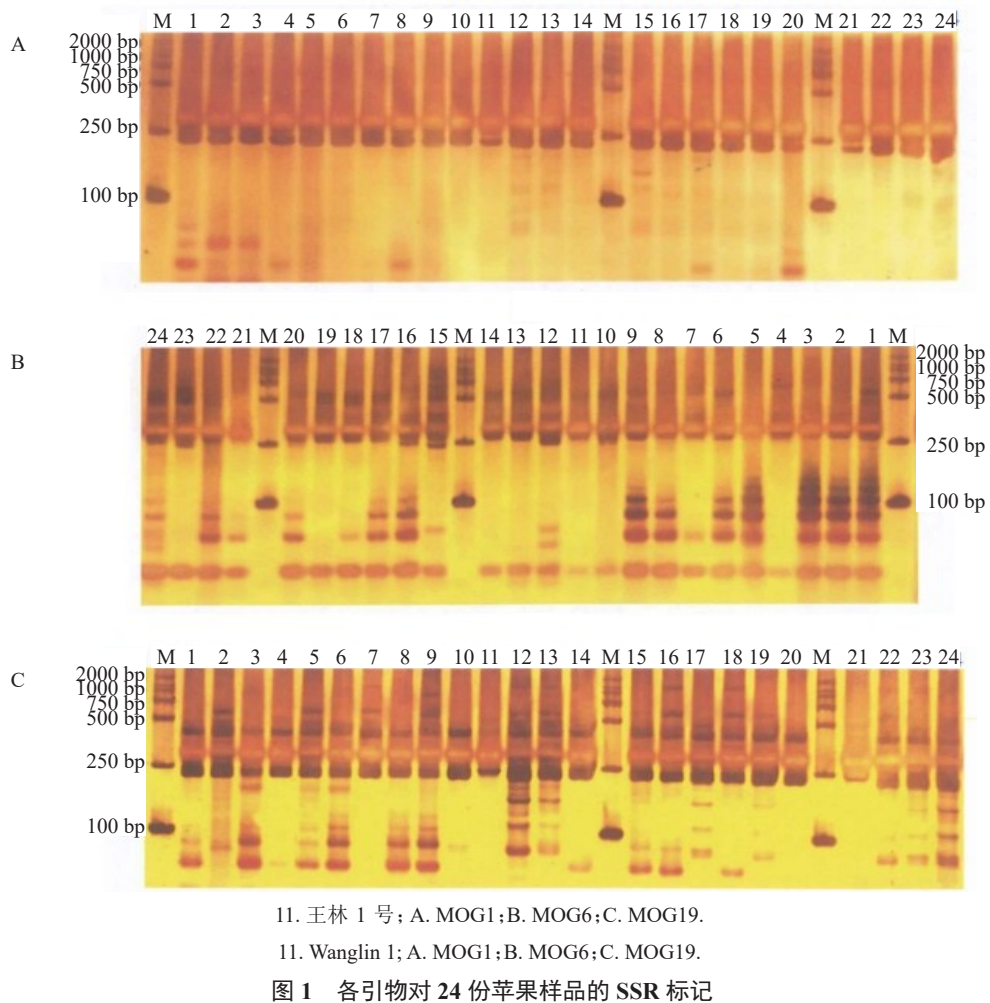 M 1 2 3 4 5 6 7 8 9 10 11 12 13 M 15 16 17 18 19 20 M 21 22 23 24
A
2000 bp
1000 bp
750 bp
500 bp
250 bp
100 bp
24 23 22 21 M 20 19 18 17 16 15 M 14 13 12 11 10 9 8 7 6 5 4 3 2 1 M
B
2000 bp
1000 bp
750 bp
500 bp
250 bp
100 bp
M 1 2 3 4 5 6 7 8 9 10 11 12 13 14 M 15 16 17 18 19 20 M 21 22 23 24
C
2000 bp
1000 bp
750 bp
500 bp
250 bp
100 bp
11. 王林 1 号; A. MOG1;B. MOG6;C. MOG19.
11. Wanglin 1; A. MOG1;B. MOG6;C. MOG19.
图 1 各引物对 24 份苹果样品的 SSR 标记